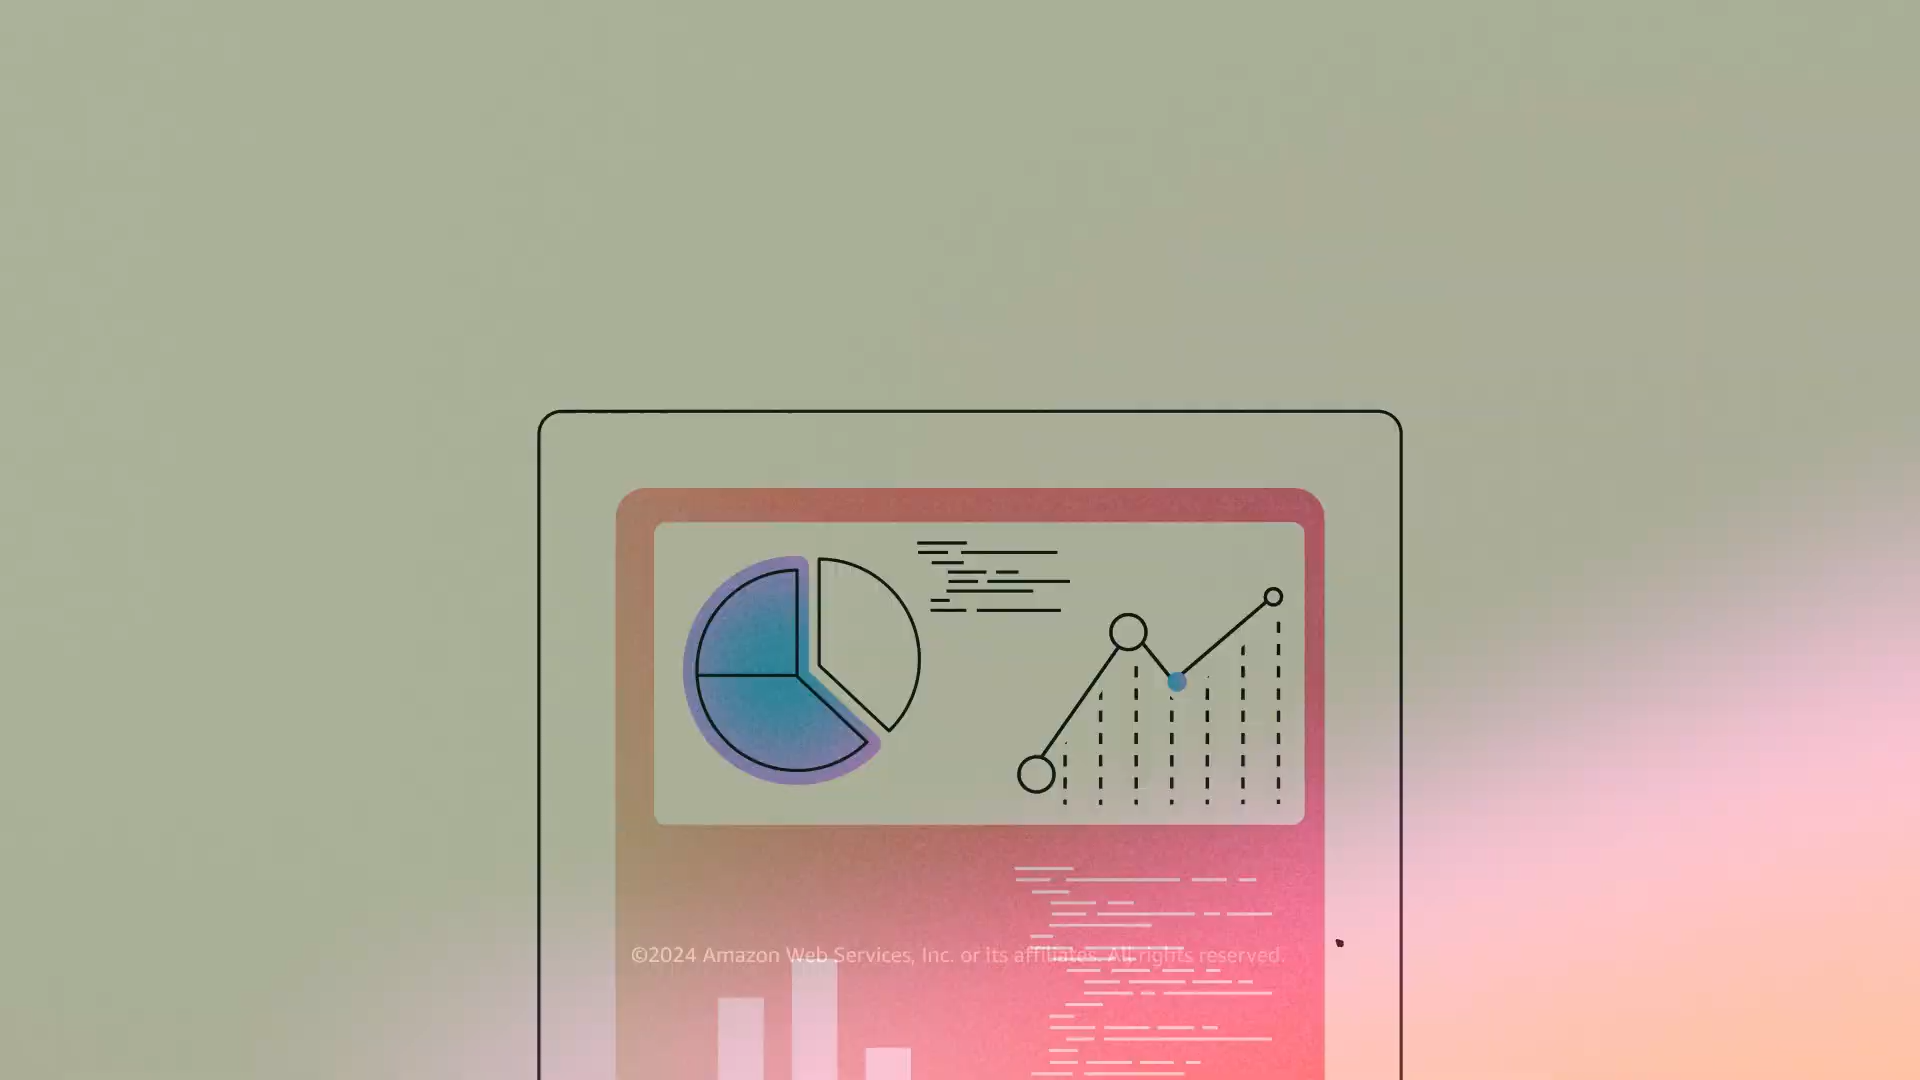 ©2024 Amazon Web Services, Inc. or its affiliates. All rights reserved.